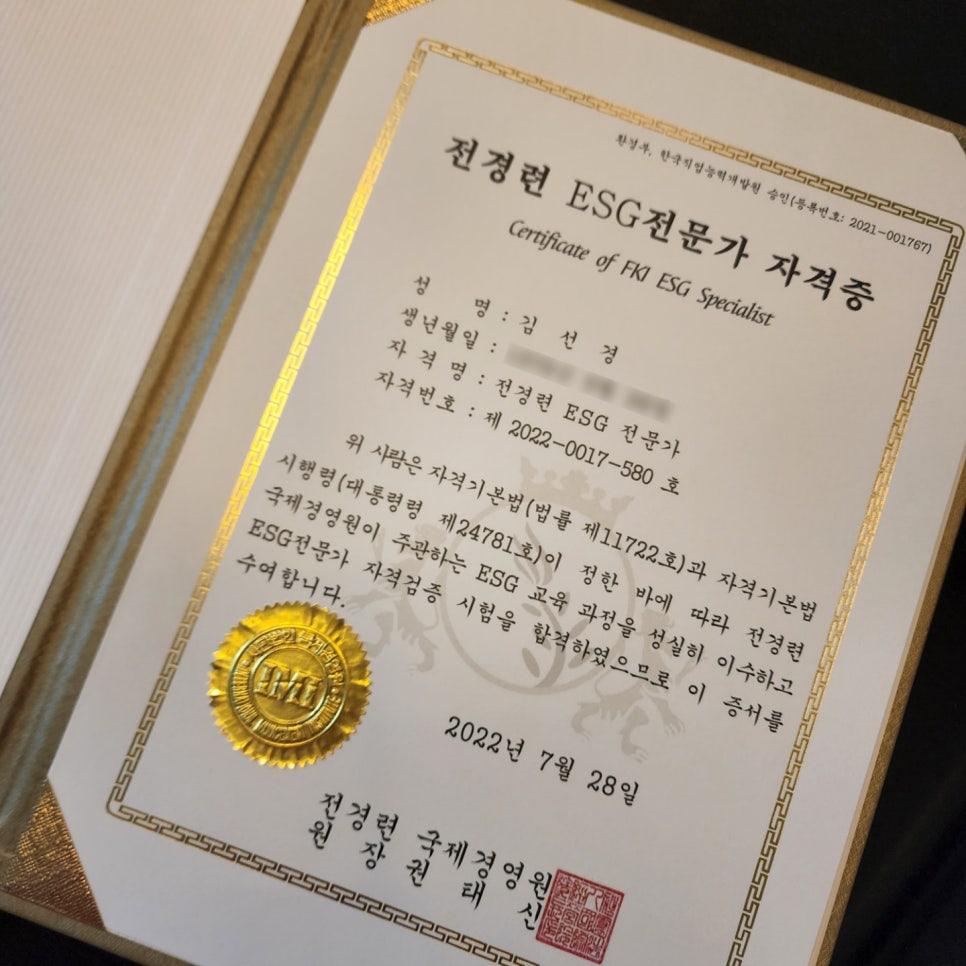 환경부, 한국직업능력개발원 승인(등록번호: 2021-001767)
전경련 ESG전문가 자격증
Certificate of FKI ESG Specialist
성 명 : 김 선 경
생년월일 :
자 격 명 : 전경련 ESG 전문가
자격번호 : 제 2022-0017-580 호
위 사람은 자격기본법(법률 제11722호)과 자격기본법
시행령(대통령령 제24781호)이 정한 바에 따라 전경련
국제경영원이 주관하는 ESG 교육 과정을 성실히 이수하고
ESG전문가 자격검증 시험을 합격하였으므로 이 증서를
수여합니다.
IMI
2022년 7월 28일
전경련 국제경영원
원 장 권 태 신